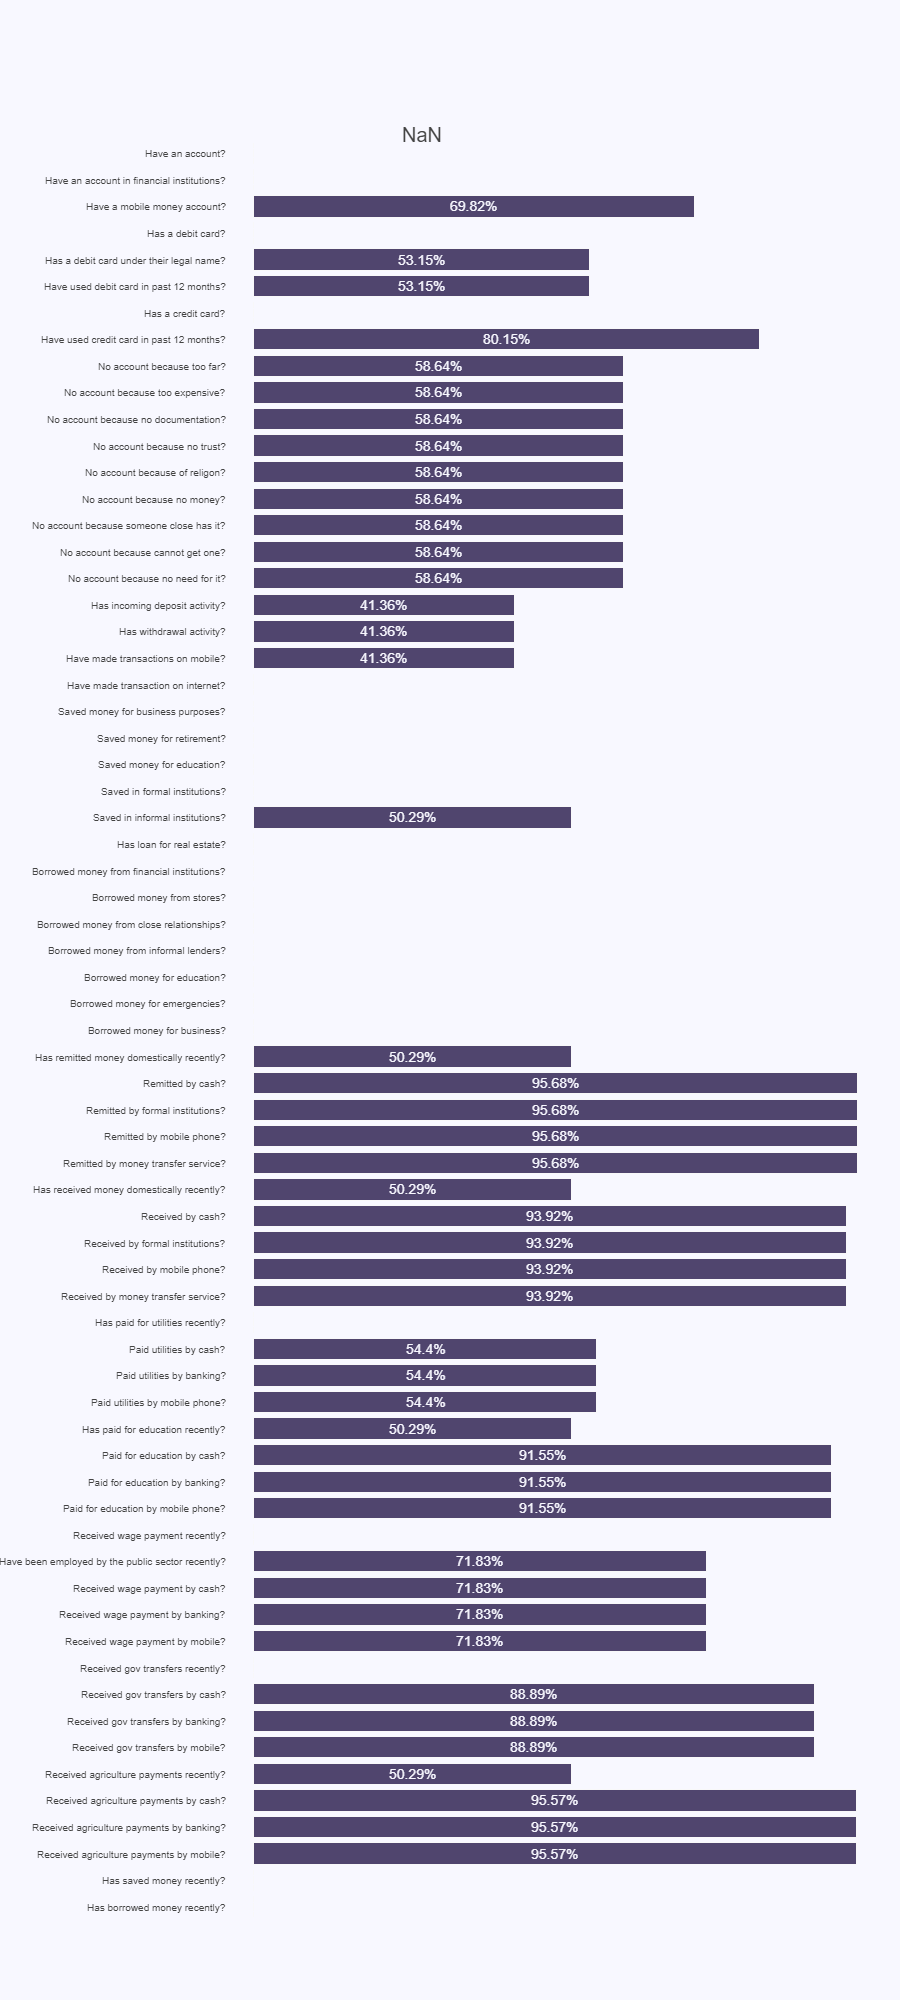 NaN
Have an account?
Have an account in financial institutions?
Have a mobile money account? 69.82%
Has a debit card?
Has a debit card under their legal name? 53.15%
Have used debit card in past 12 months? 53.15%
Has a credit card?
Have used credit card in past 12 months? 80.15%
No account because too far? 58.64%
No account because too expensive? 58.64%
No account because no documentation? 58.64%
No account because no trust? 58.64%
No account because of religon? 58.64%
No account because no money? 58.64%
No account because someone close has it? 58.64%
No account because cannot get one? 58.64%
No account because no need for it? 58.64%
Has incoming deposit activity? 41.36%
Has withdrawal activity? 41.36%
Have made transactions on mobile? 41.36%
Have made transaction on internet?
Saved money for business purposes?
Saved money for retirement?
Saved money for education?
Saved in formal institutions?
Saved in informal institutions? 50.29%
Has loan for real estate?
Borrowed money from financial institutions?
Borrowed money from stores?
Borrowed money from close relationships?
Borrowed money from informal lenders?
Borrowed money for education?
Borrowed money for emergencies?
Borrowed money for business?
Has remitted money domestically recently? 50.29%
Remitted by cash? 95.68%
Remitted by formal institutions? 95.68%
Remitted by mobile phone? 95.68%
Remitted by money transfer service? 95.68%
Has received money domestically recently? 50.29%
Received by cash? 93.92%
Received by formal institutions? 93.92%
Received by mobile phone? 93.92%
Received by money transfer service? 93.92%
Has paid for utilities recently?
Paid utilities by cash? 54.4%
Paid utilities by banking? 54.4%
Paid utilities by mobile phone? 54.4%
Has paid for education recently? 50.29%
Paid for education by cash? 91.55%
Paid for education by banking? 91.55%
Paid for education by mobile phone? 91.55%
Received wage payment recently?
Have been employed by the public sector recently? 71.83%
Received wage payment by cash? 71.83%
Received wage payment by banking? 71.83%
Received wage payment by mobile? 71.83%
Received gov transfers recently?
Received gov transfers by cash? 88.89%
Received gov transfers by banking? 88.89%
Received gov transfers by mobile? 88.89%
Received agriculture payments recently? 50.29%
Received agriculture payments by cash? 95.57%
Received agriculture payments by banking? 95.57%
Received agriculture payments by mobile? 95.57%
Has saved money recently?
Has borrowed money recently?